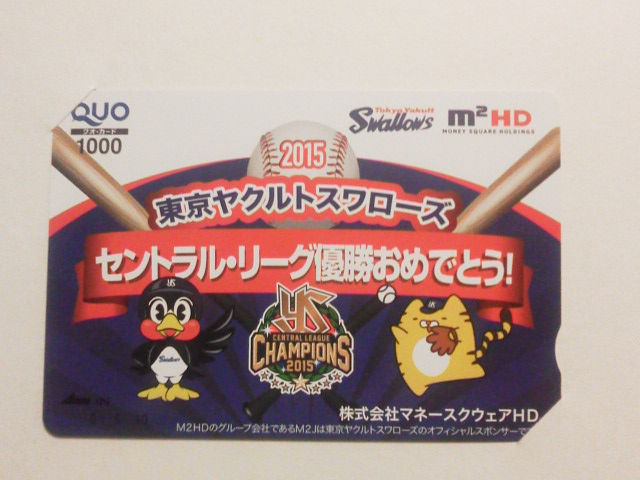 QUO
クオ・カード
1000
Tokyo Yakult
Swallows
m2 HD
MONEY SQUARE HOLDINGS
2015
東京ヤクルトスワローズ
セントラル・リーグ優勝おめでとう!
YS
YS
CENTRAL LEAGUE
CHAMPIONS
2015
Swallows
株式会社マネースクウェアHD
M2HDのグループ会社であるM2Jは東京ヤクルトスワローズのオフィシャルスポンサーで